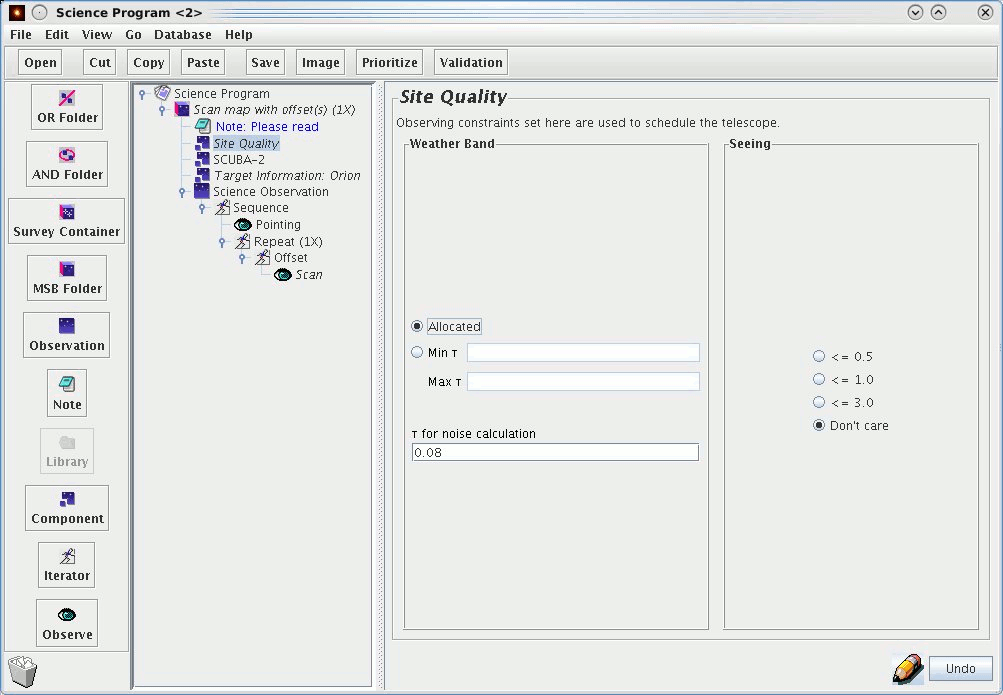 Science Program <2>
File Edit View Go Database Help
Open Cut Copy Paste Save Image Prioritize Validation
OR Folder
AND Folder
Survey Container
MSB Folder
Observation
Note
Library
Component
Iterator
Observe
Science Program
Scan map with offset(s) (1X)
Note: Please read
Site Quality
SCUBA-2
Target Information: Orion
Science Observation
Sequence
Pointing
Repeat (1X)
Offset
Scan
Site Quality
Observing constraints set here are used to schedule the telescope.
Weather Band
Allocated
Min τ
Max τ
τ for noise calculation
0.08
Seeing
<= 0.5
<= 1.0
<= 3.0
Don't care
Undo